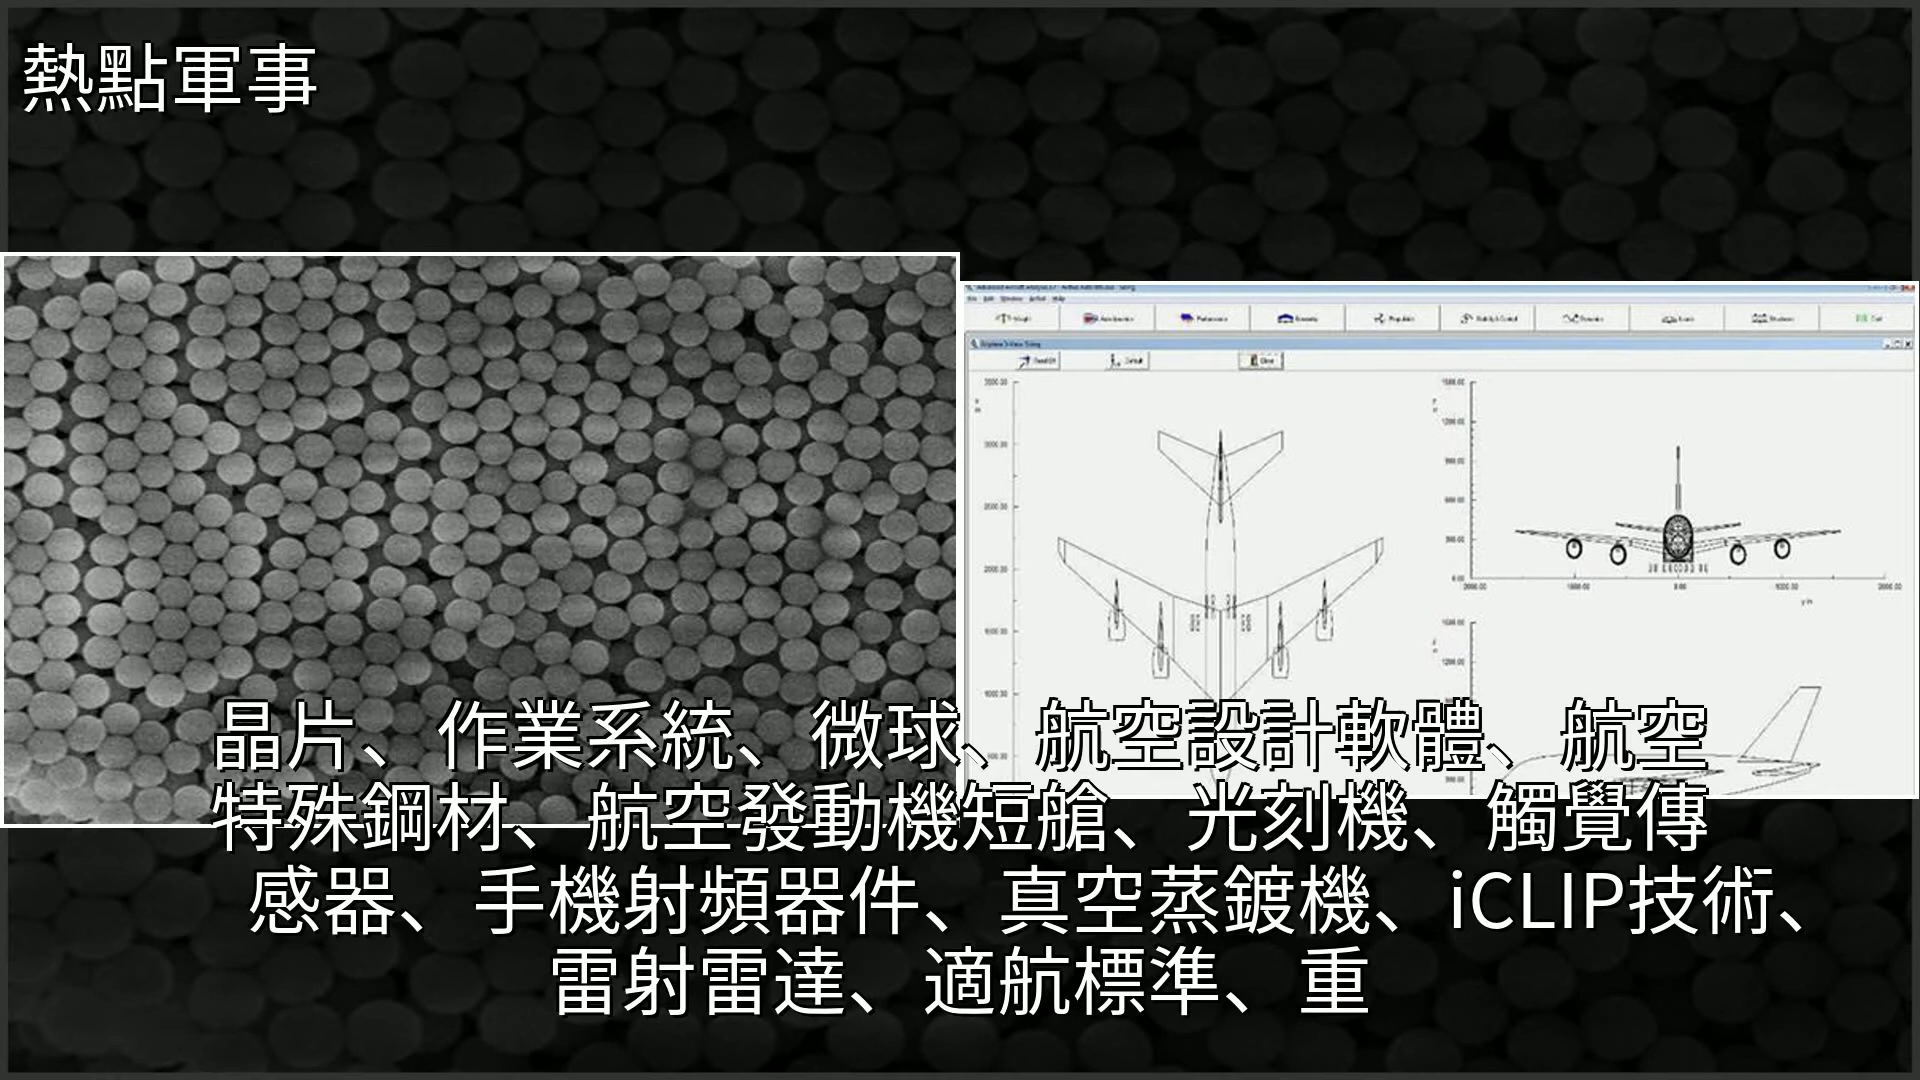 熱點軍事
晶片、作業系統、微球、航空設計軟體、航空
特殊鋼材、航空發動機短艙、光刻機、觸覺傳
感器、手機射頻器件、真空蒸鍍機、iCLIP技術、
雷射雷達、適航標準、重